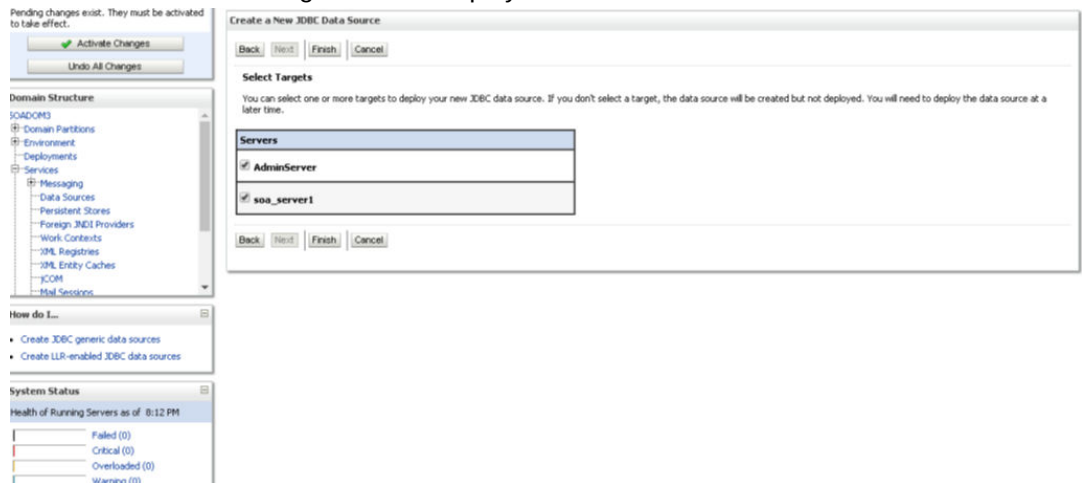 Pending changes exist. They must be activated
to take effect.
Activate Changes
Undo All Changes
Domain Structure
SOADOM3
Domain Partitions
Environment
Deployments
Services
Messaging
Data Sources
Persistent Stores
Foreign JNDI Providers
Work Contexts
XML Registries
XML Entity Caches
jCOM
Mail Sessions
How do I...
Create JDBC generic data sources
Create LLR-enabled JDBC data sources
System Status
Health of Running Servers as of 8:12 PM
Failed (0)
Critical (0)
Overloaded (0)
Warning (0)
Create a New JDBC Data Source
Back Next Finish Cancel
Select Targets
You can select one or more targets to deploy your new JDBC data source. If you don't select a target, the data source will be created but not deployed. You will need to deploy the data source at a
later time.
Servers
AdminServer
soa_server1
Back Next Finish Cancel